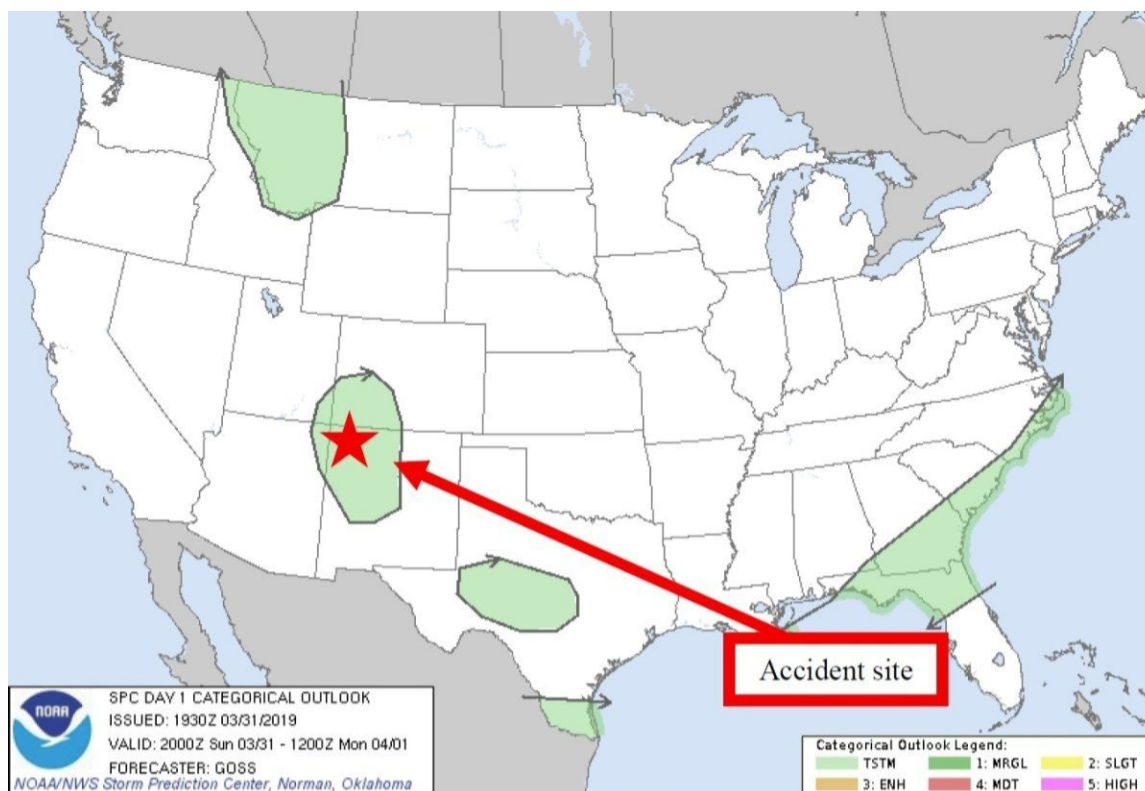 Accident site
NOAA
SPC DAY 1 CATEGORICAL OUTLOOK
ISSUED: 1930Z 03/31/2019
VALID: 2000Z Sun 03/31 - 1200Z Mon 04/01
FORECASTER: GOSS
NOAA/NWS Storm Prediction Center, Norman, Oklahoma
Categorical Outlook Legend:
TSTM 1: MRGL 2: SLGT
3: ENH 4: MDT 5: HIGH